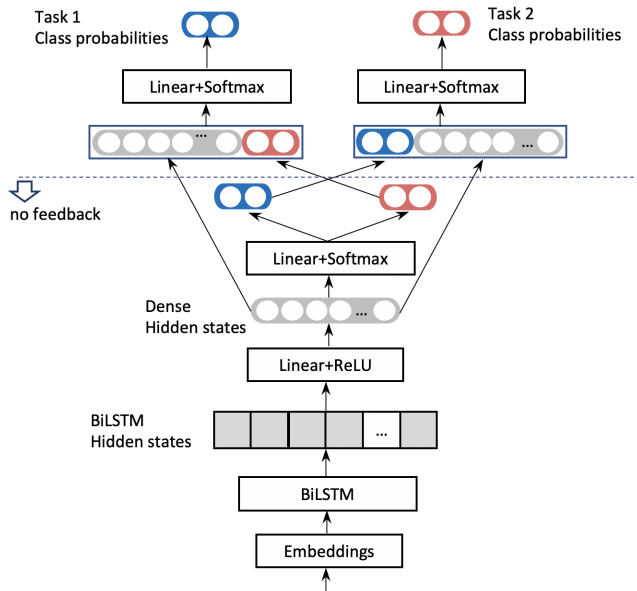 Task 1
Class probabilities
Task 2
Class probabilities
Linear+Softmax
Linear+Softmax
...
...
no feedback
Linear+Softmax
Dense
Hidden states
...
Linear+ReLU
BiLSTM
Hidden states
...
BiLSTM
Embeddings